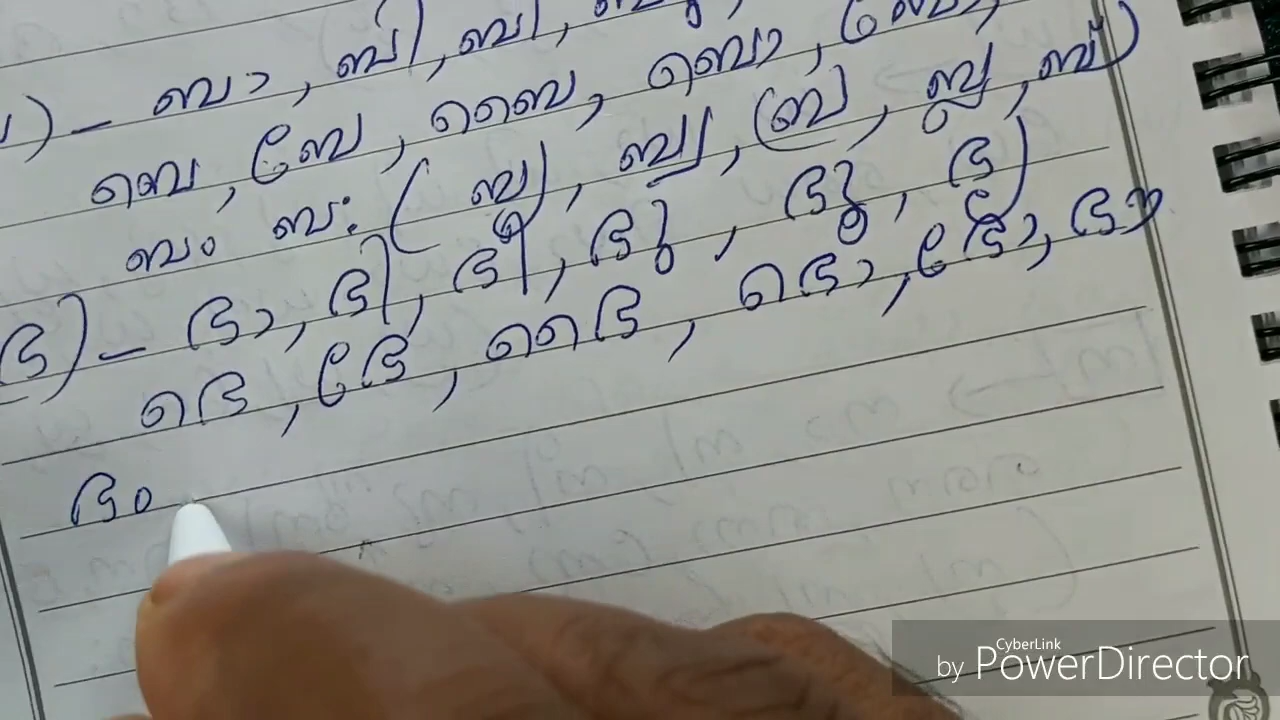 ബാ, ബി, ബീ,
ബെ, ബേ, ബൈ, ബൊ,
ബം ബഃ (ബ്വ, ബ്യ, ബ്ര, ബ്ല, ബ്)
ഭ) – ഭാ, ഭി, ഭീ, ഭു, ഭൂ, ഭൃ
ഭെ, ഭേ, ഭൈ, ഭൊ, ഭോ, ഭൗ
ഭം
CyberLink
by PowerDirector